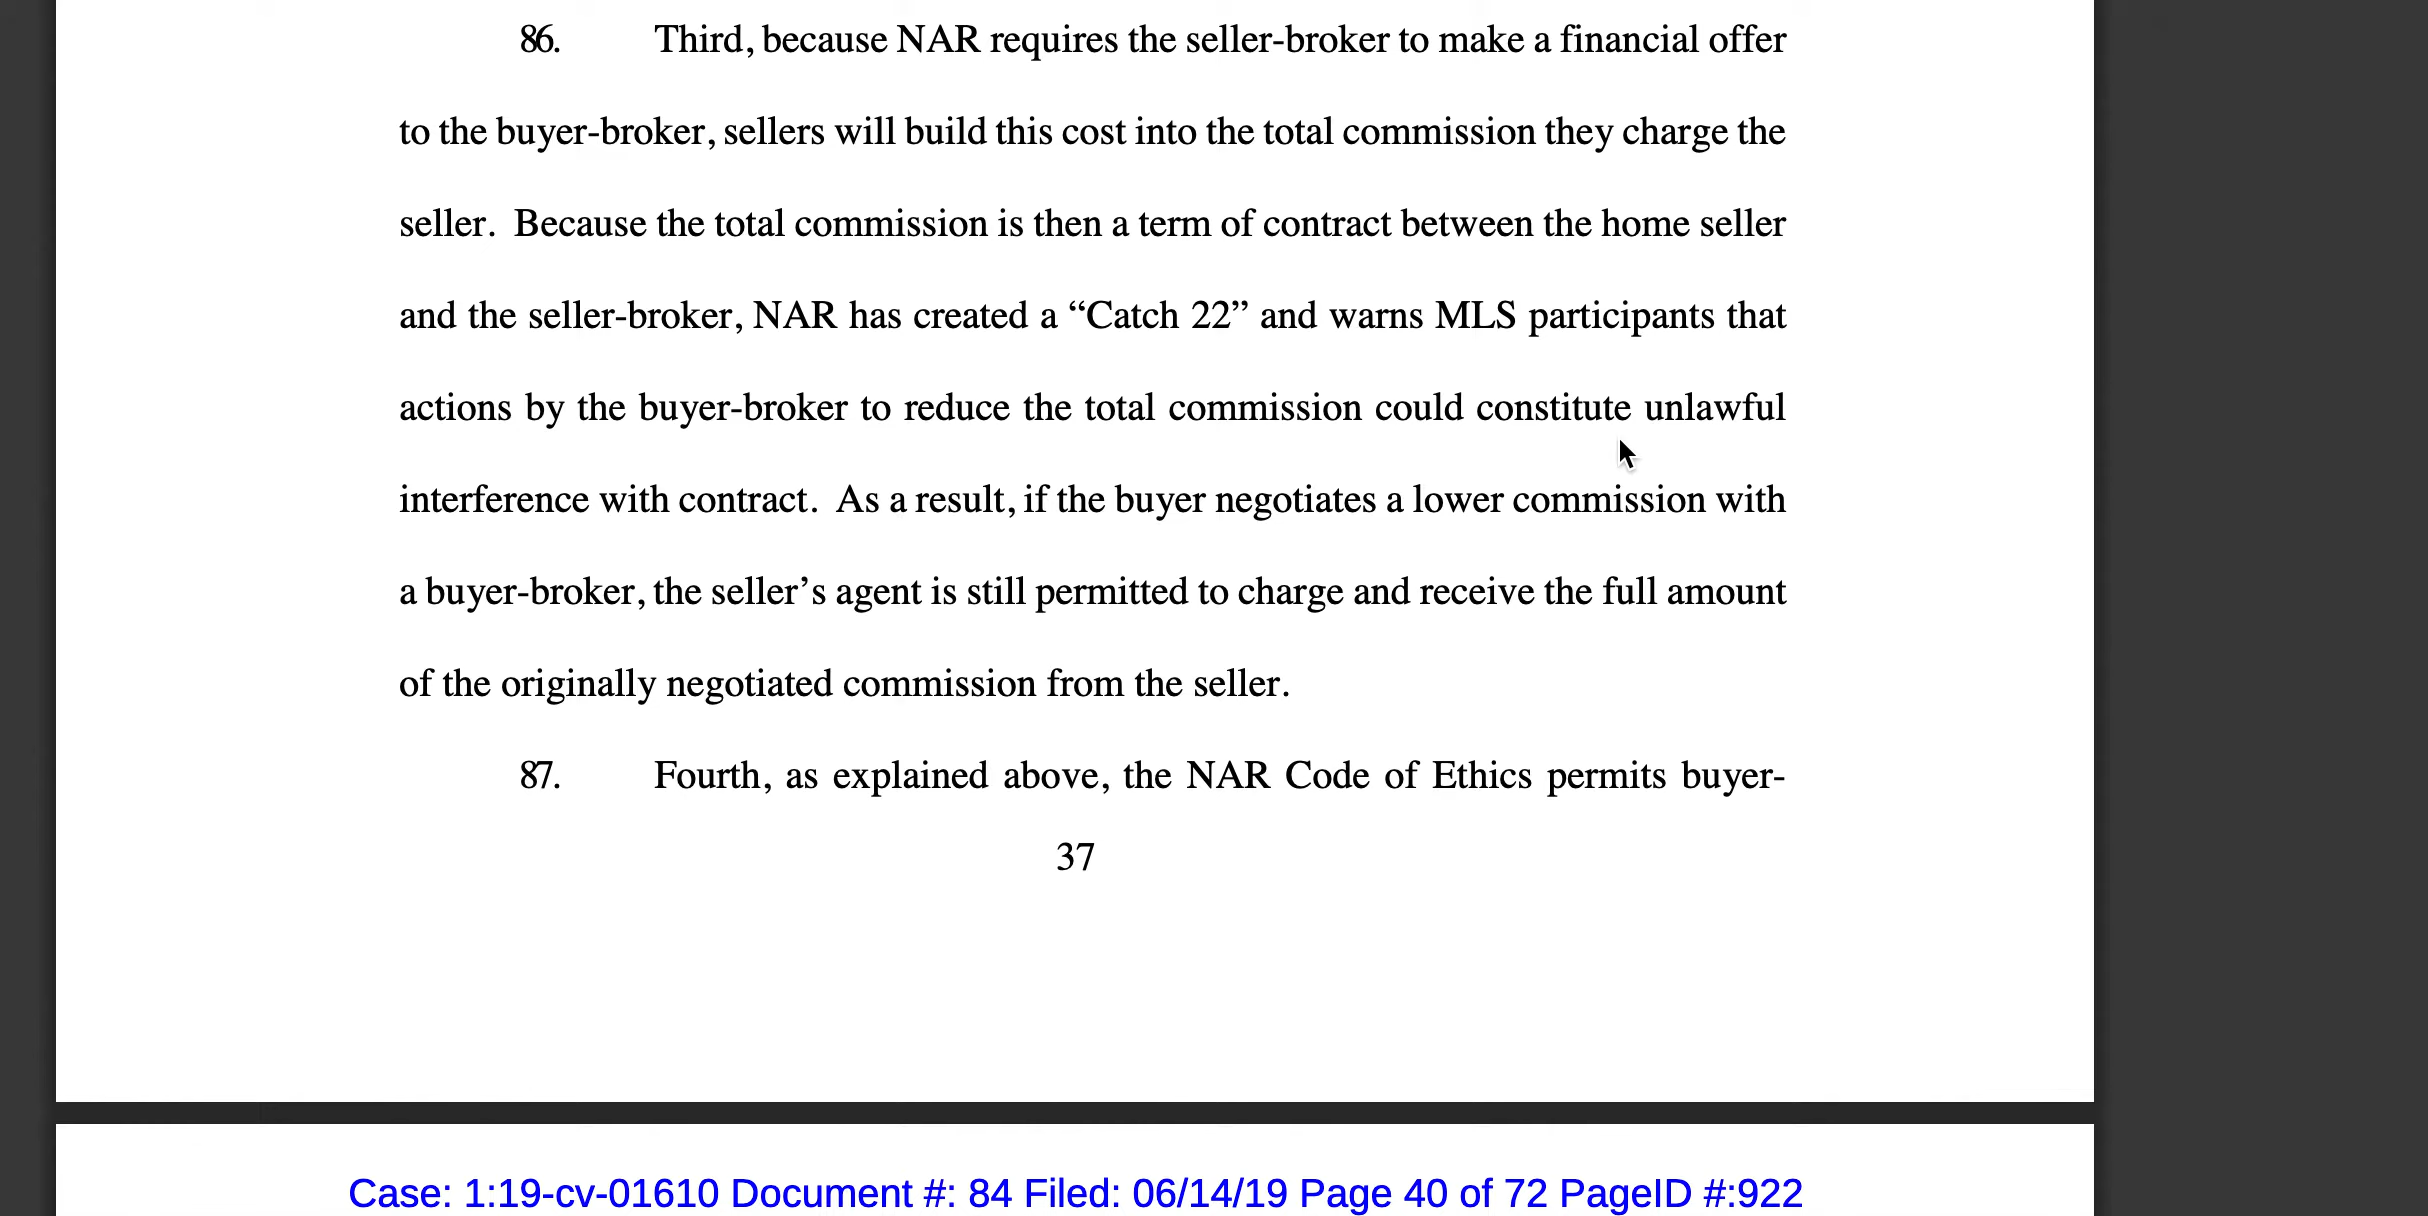 86. Third, because NAR requires the seller-broker to make a financial offer
to the buyer-broker, sellers will build this cost into the total commission they charge the
seller. Because the total commission is then a term of contract between the home seller
and the seller-broker, NAR has created a “Catch 22” and warns MLS participants that
actions by the buyer-broker to reduce the total commission could constitute unlawful
interference with contract. As a result, if the buyer negotiates a lower commission with
a buyer-broker, the seller’s agent is still permitted to charge and receive the full amount
of the originally negotiated commission from the seller.
87. Fourth, as explained above, the NAR Code of Ethics permits buyer-
37
Case: 1:19-cv-01610 Document #: 84 Filed: 06/14/19 Page 40 of 72 PageID #:922